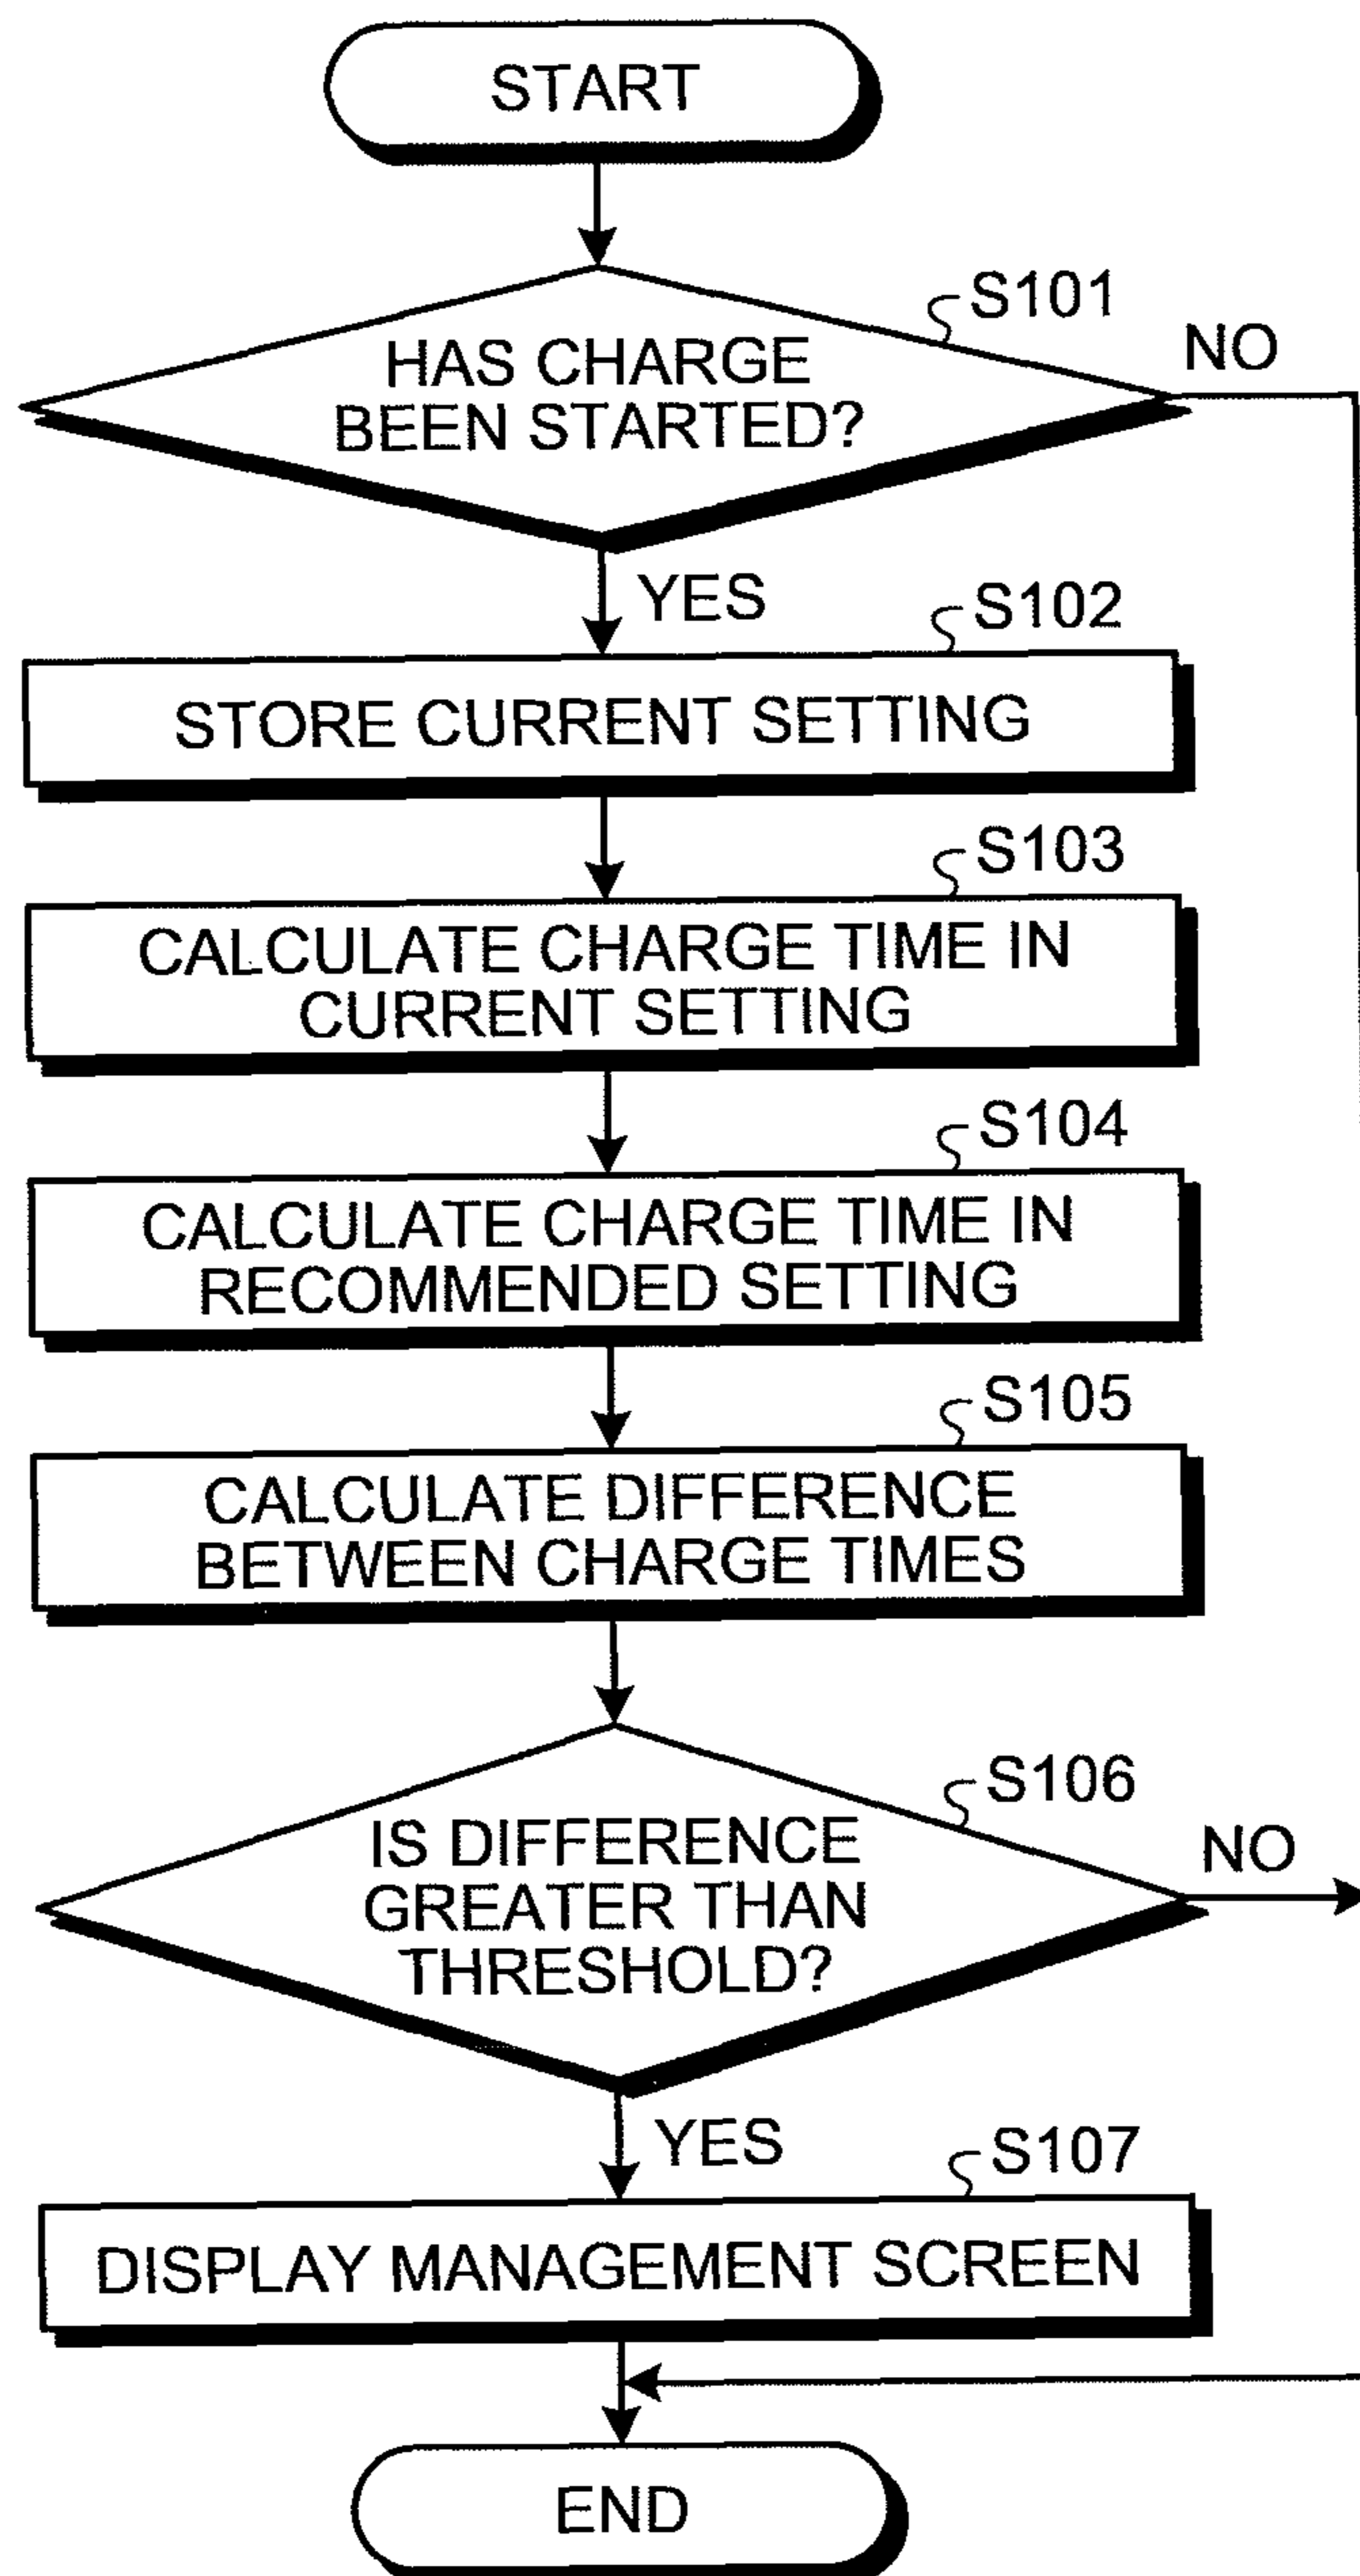 START
S101
HAS CHARGE
BEEN STARTED?
NO
YES
S102
STORE CURRENT SETTING
S103
CALCULATE CHARGE TIME IN
CURRENT SETTING
S104
CALCULATE CHARGE TIME IN
RECOMMENDED SETTING
S105
CALCULATE DIFFERENCE
BETWEEN CHARGE TIMES
S106
IS DIFFERENCE
GREATER THAN
THRESHOLD?
NO
YES
S107
DISPLAY MANAGEMENT SCREEN
END